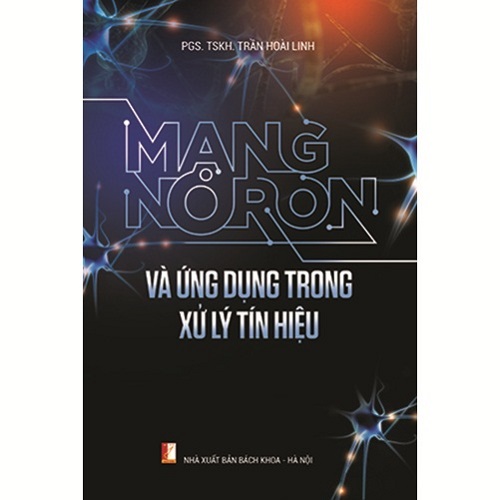 PGS. TSKH. TRẦN HOÀI LINH
MẠNG
NƠRON
VÀ ỨNG DỤNG TRONG
XỬ LÝ TÍN HIỆU
NHÀ XUẤT BẢN BÁCH KHOA - HÀ NỘI